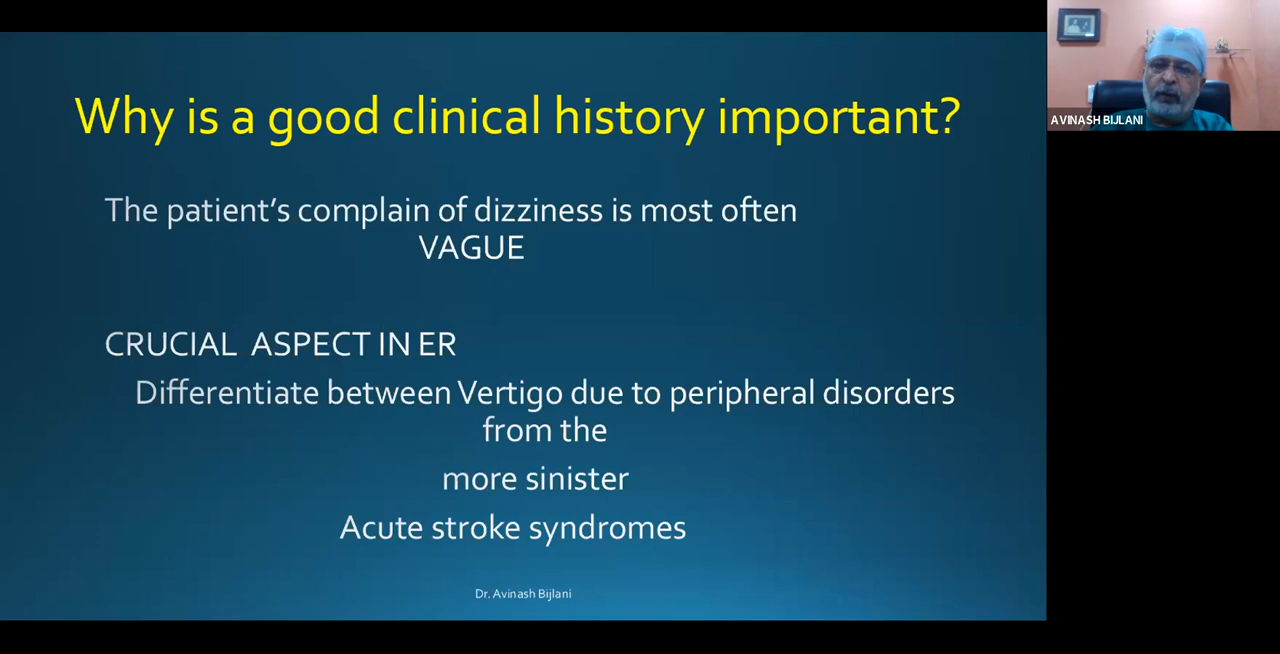 Why is a good clinical history important?
The patient's complain of dizziness is most often
VAGUE
CRUCIAL ASPECT IN ER
Differentiate between Vertigo due to peripheral disorders
from the
more sinister
Acute stroke syndromes
Dr. Avinash Bijlani
AVINASH BIJLANI